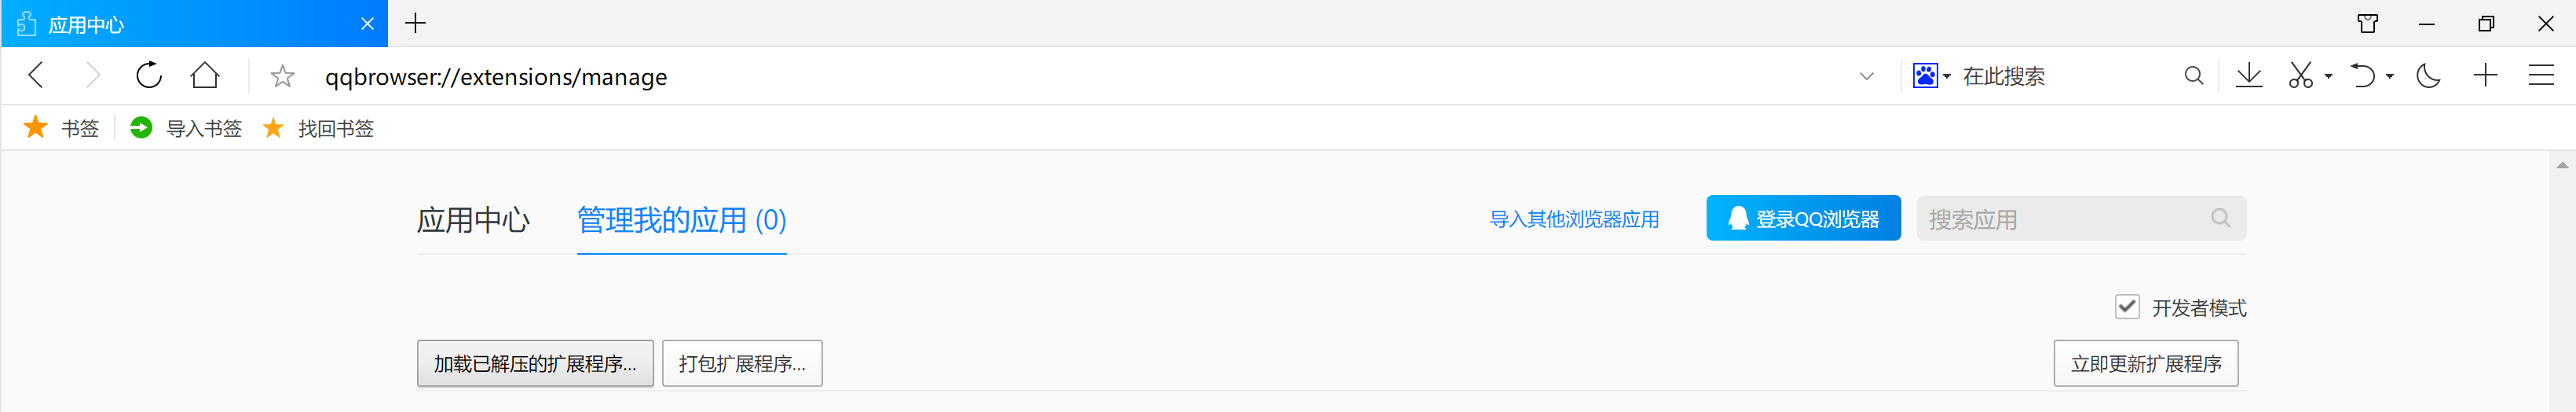 应用中心
qqbrowser://extensions/manage 在此搜索
书签 导入书签 找回书签
应用中心 管理我的应用 (0) 导入其他浏览器应用 登录QQ浏览器 搜索应用
开发者模式
加载已解压的扩展程序... 打包扩展程序... 立即更新扩展程序